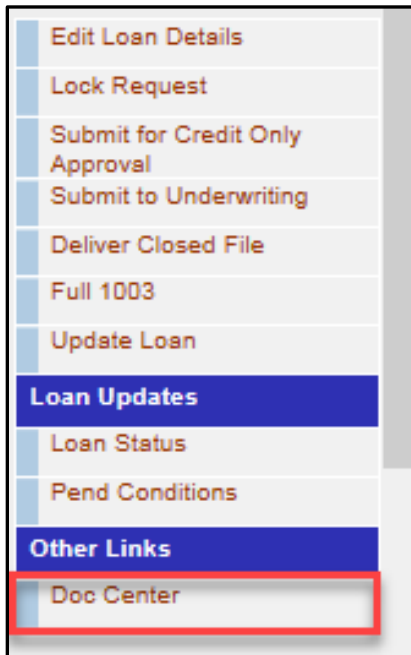 Edit Loan Details
Lock Request
Submit for Credit Only
Approval
Submit to Underwriting
Deliver Closed File
Full 1003
Update Loan
Loan Updates
Loan Status
Pend Conditions
Other Links
Doc Center